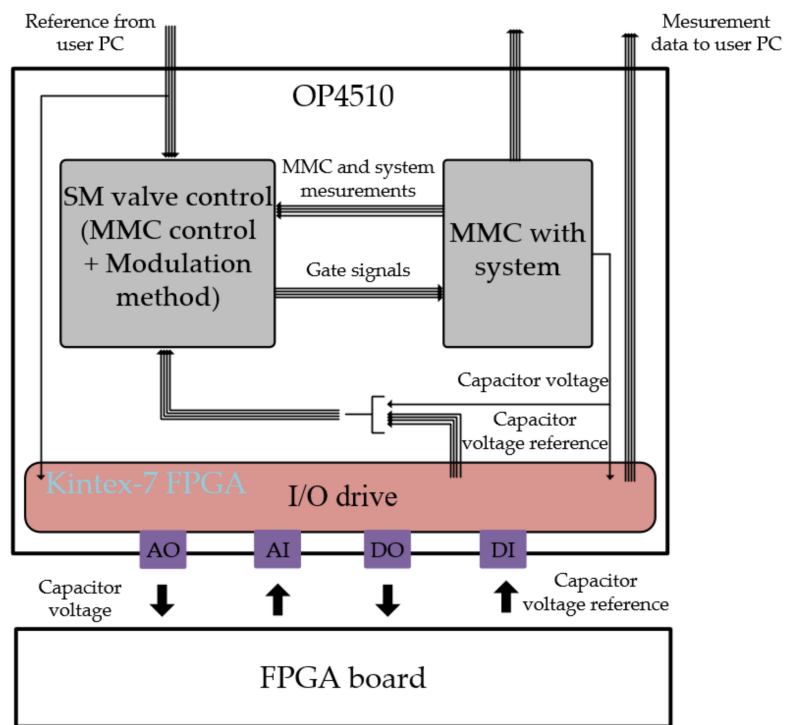 Reference from
user PC
Mesurement
data to user PC
OP4510
SM valve control
(MMC control
+ Modulation
method)
MMC and system
mesurements
MMC with
system
Gate signals
Capacitor voltage
Capacitor
voltage reference
Kintex-7 FPGA
I/O drive
AO
AI
DO
DI
Capacitor
voltage
Capacitor
voltage reference
FPGA board